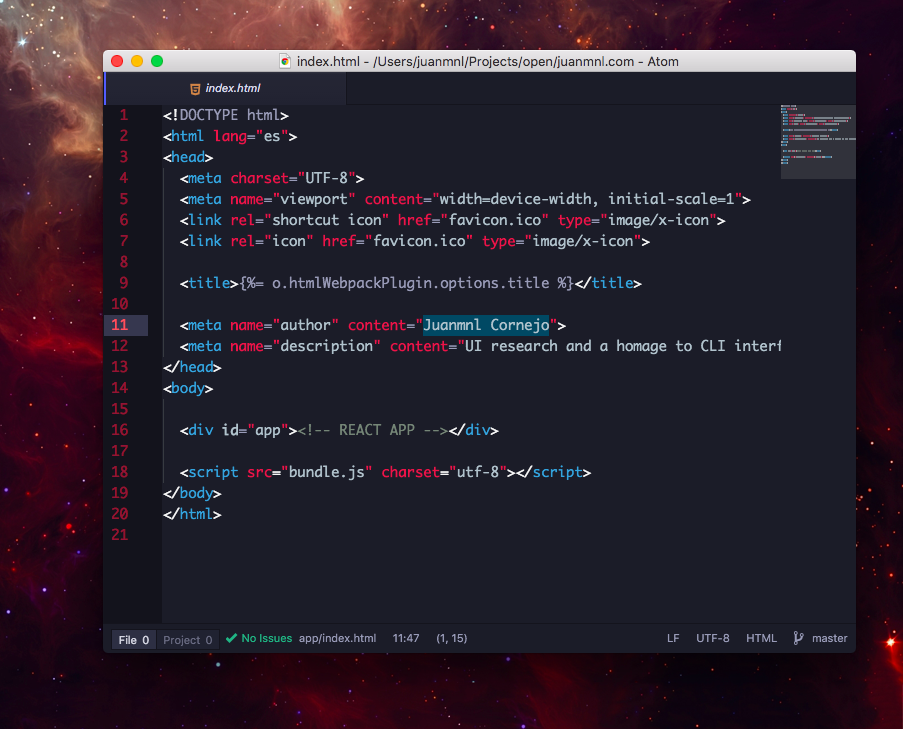 index.html - /Users/juanmnl/Projects/open/juanmnl.com - Atom
index.html
1 <!DOCTYPE html>
2 <html lang="es">
3 <head>
4 <meta charset="UTF-8">
5 <meta name="viewport" content="width=device-width, initial-scale=1">
6 <link rel="shortcut icon" href="favicon.ico" type="image/x-icon">
7 <link rel="icon" href="favicon.ico" type="image/x-icon">
8
9 <title>{%= o.htmlWebpackPlugin.options.title %}</title>
10
11 <meta name="author" content="Juanmnl Cornejo">
12 <meta name="description" content="UI research and a homage to CLI interf
13 </head>
14 <body>
15
16 <div id="app"><!-- REACT APP --></div>
17
18 <script src="bundle.js" charset="utf-8"></script>
19 </body>
20 </html>
21
File 0 Project 0 No Issues app/index.html 11:47 (1, 15) LF UTF-8 HTML master